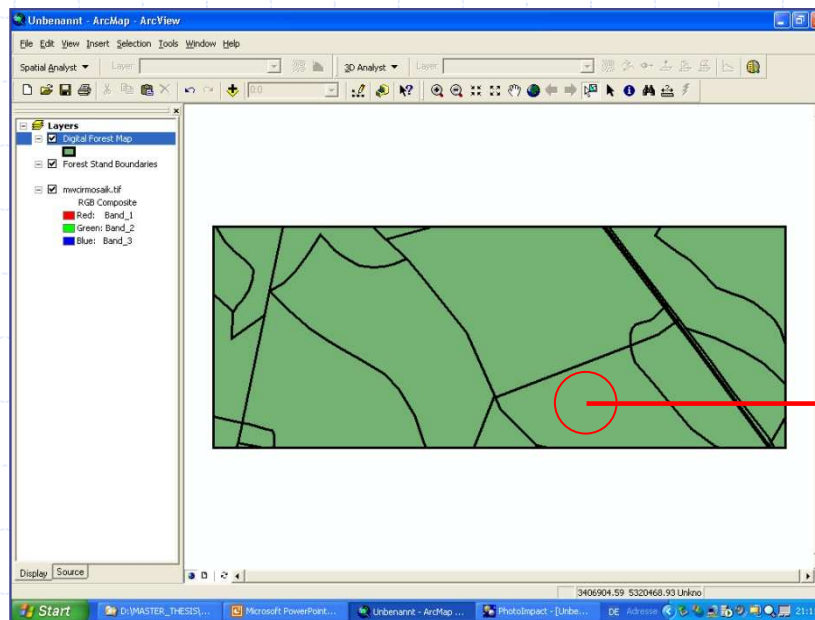 Unbenannt - ArcMap - ArcView
File Edit View Insert Selection Tools Window Help
Spatial Analyst Layer: 3D Analyst Layer:
0.0
Layers
Digital Forest Map
Forest Stand Boundaries
mwcirmosaik.tif
RGB Composite
Red: Band_1
Green: Band_2
Blue: Band_3
Display Source
3406904.59 5320468.93 Unkno
Start D:\MASTER_THESIS\... Microsoft PowerPoint... Unbenannt - ArcMap ... PhotoImpact - [Unbe... DE Adresse